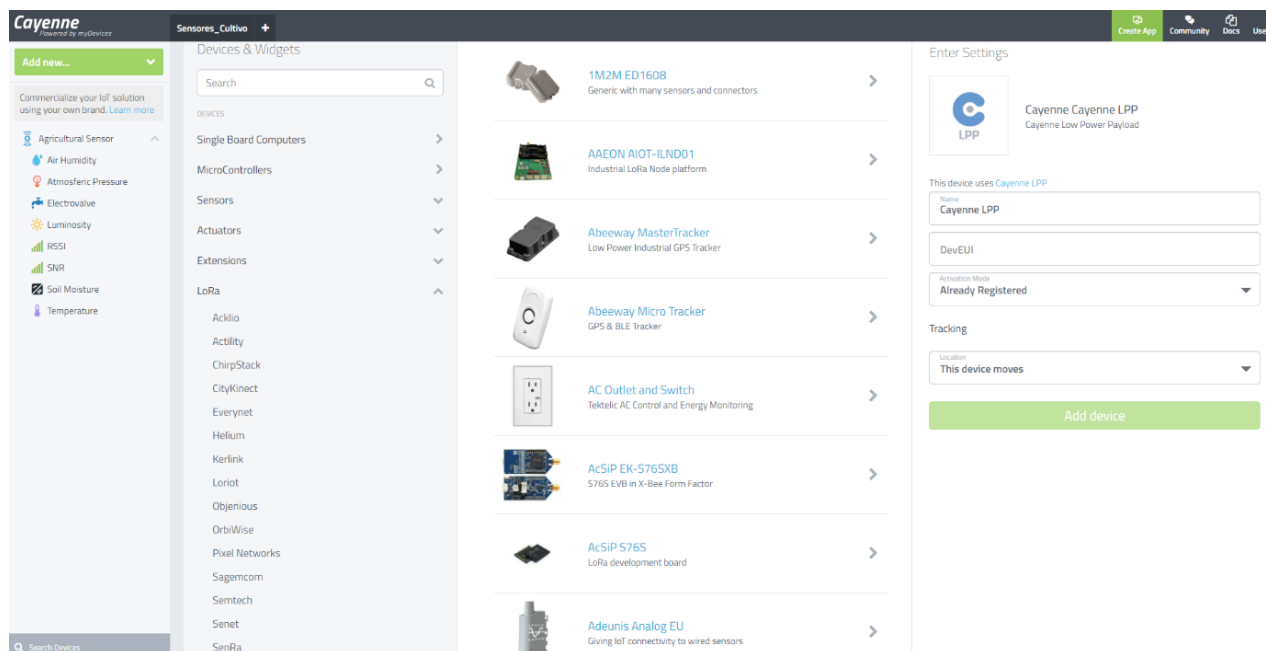 Cayenne
Powered by myDevices
Sensores_Cultivo +
Create App
Community
Docs
Use
Add new...
Commercialize your IoT solution
using your own brand. Learn more
Agricultural Sensor
Air Humidity
Atmosferic Pressure
Electrovalve
Luminosity
RSSI
SNR
Soil Moisture
Temperature
Search Devices
Devices & Widgets
Search
DEVICES
Single Board Computers
MicroControllers
Sensors
Actuators
Extensions
LoRa
Acklio
Actility
ChirpStack
CityKinect
Everynet
Helium
Kerlink
Loriot
Objenious
OrbiWise
Pixel Networks
Sagemcom
Semtech
Senet
SenRa
1M2M ED1608
Generic with many sensors and connectors
AAEON AIOT-ILND01
Industrial LoRa Node platform
Abeeway MasterTracker
Low Power Industrial GPS Tracker
Abeeway Micro Tracker
GPS & BLE Tracker
AC Outlet and Switch
Tektelic AC Control and Energy Monitoring
AcSiP EK-S76SXB
S76S EVB in X-Bee Form Factor
AcSiP S76S
LoRa development board
Adeunis Analog EU
Giving IoT connectivity to wired sensors
Enter Settings
LPP
Cayenne Cayenne LPP
Cayenne Low Power Payload
This device uses Cayenne LPP
Name
Cayenne LPP
DevEUI
Activation Mode
Already Registered
Tracking
Location
This device moves
Add device